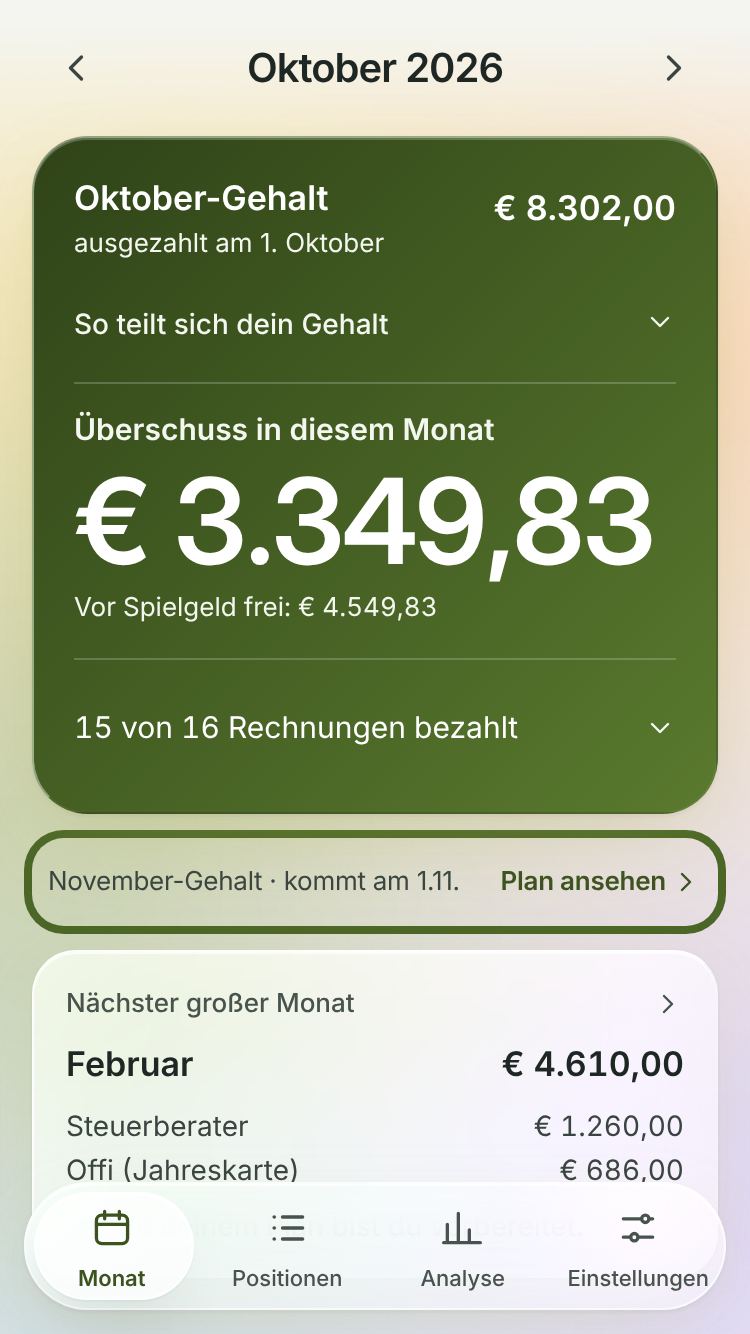 Oktober 2026
Oktober-Gehalt
€ 8.302,00
ausgezahlt am 1. Oktober
So teilt sich dein Gehalt
Überschuss in diesem Monat
€ 3.349,83
Vor Spielgeld frei: € 4.549,83
15 von 16 Rechnungen bezahlt
November-Gehalt · kommt am 1.11.
Plan ansehen
Nächster großer Monat
Februar
€ 4.610,00
Steuerberater
€ 1.260,00
Offi (Jahreskarte)
€ 686,00
bist du
Monat
Positionen
Analyse
Einstellungen